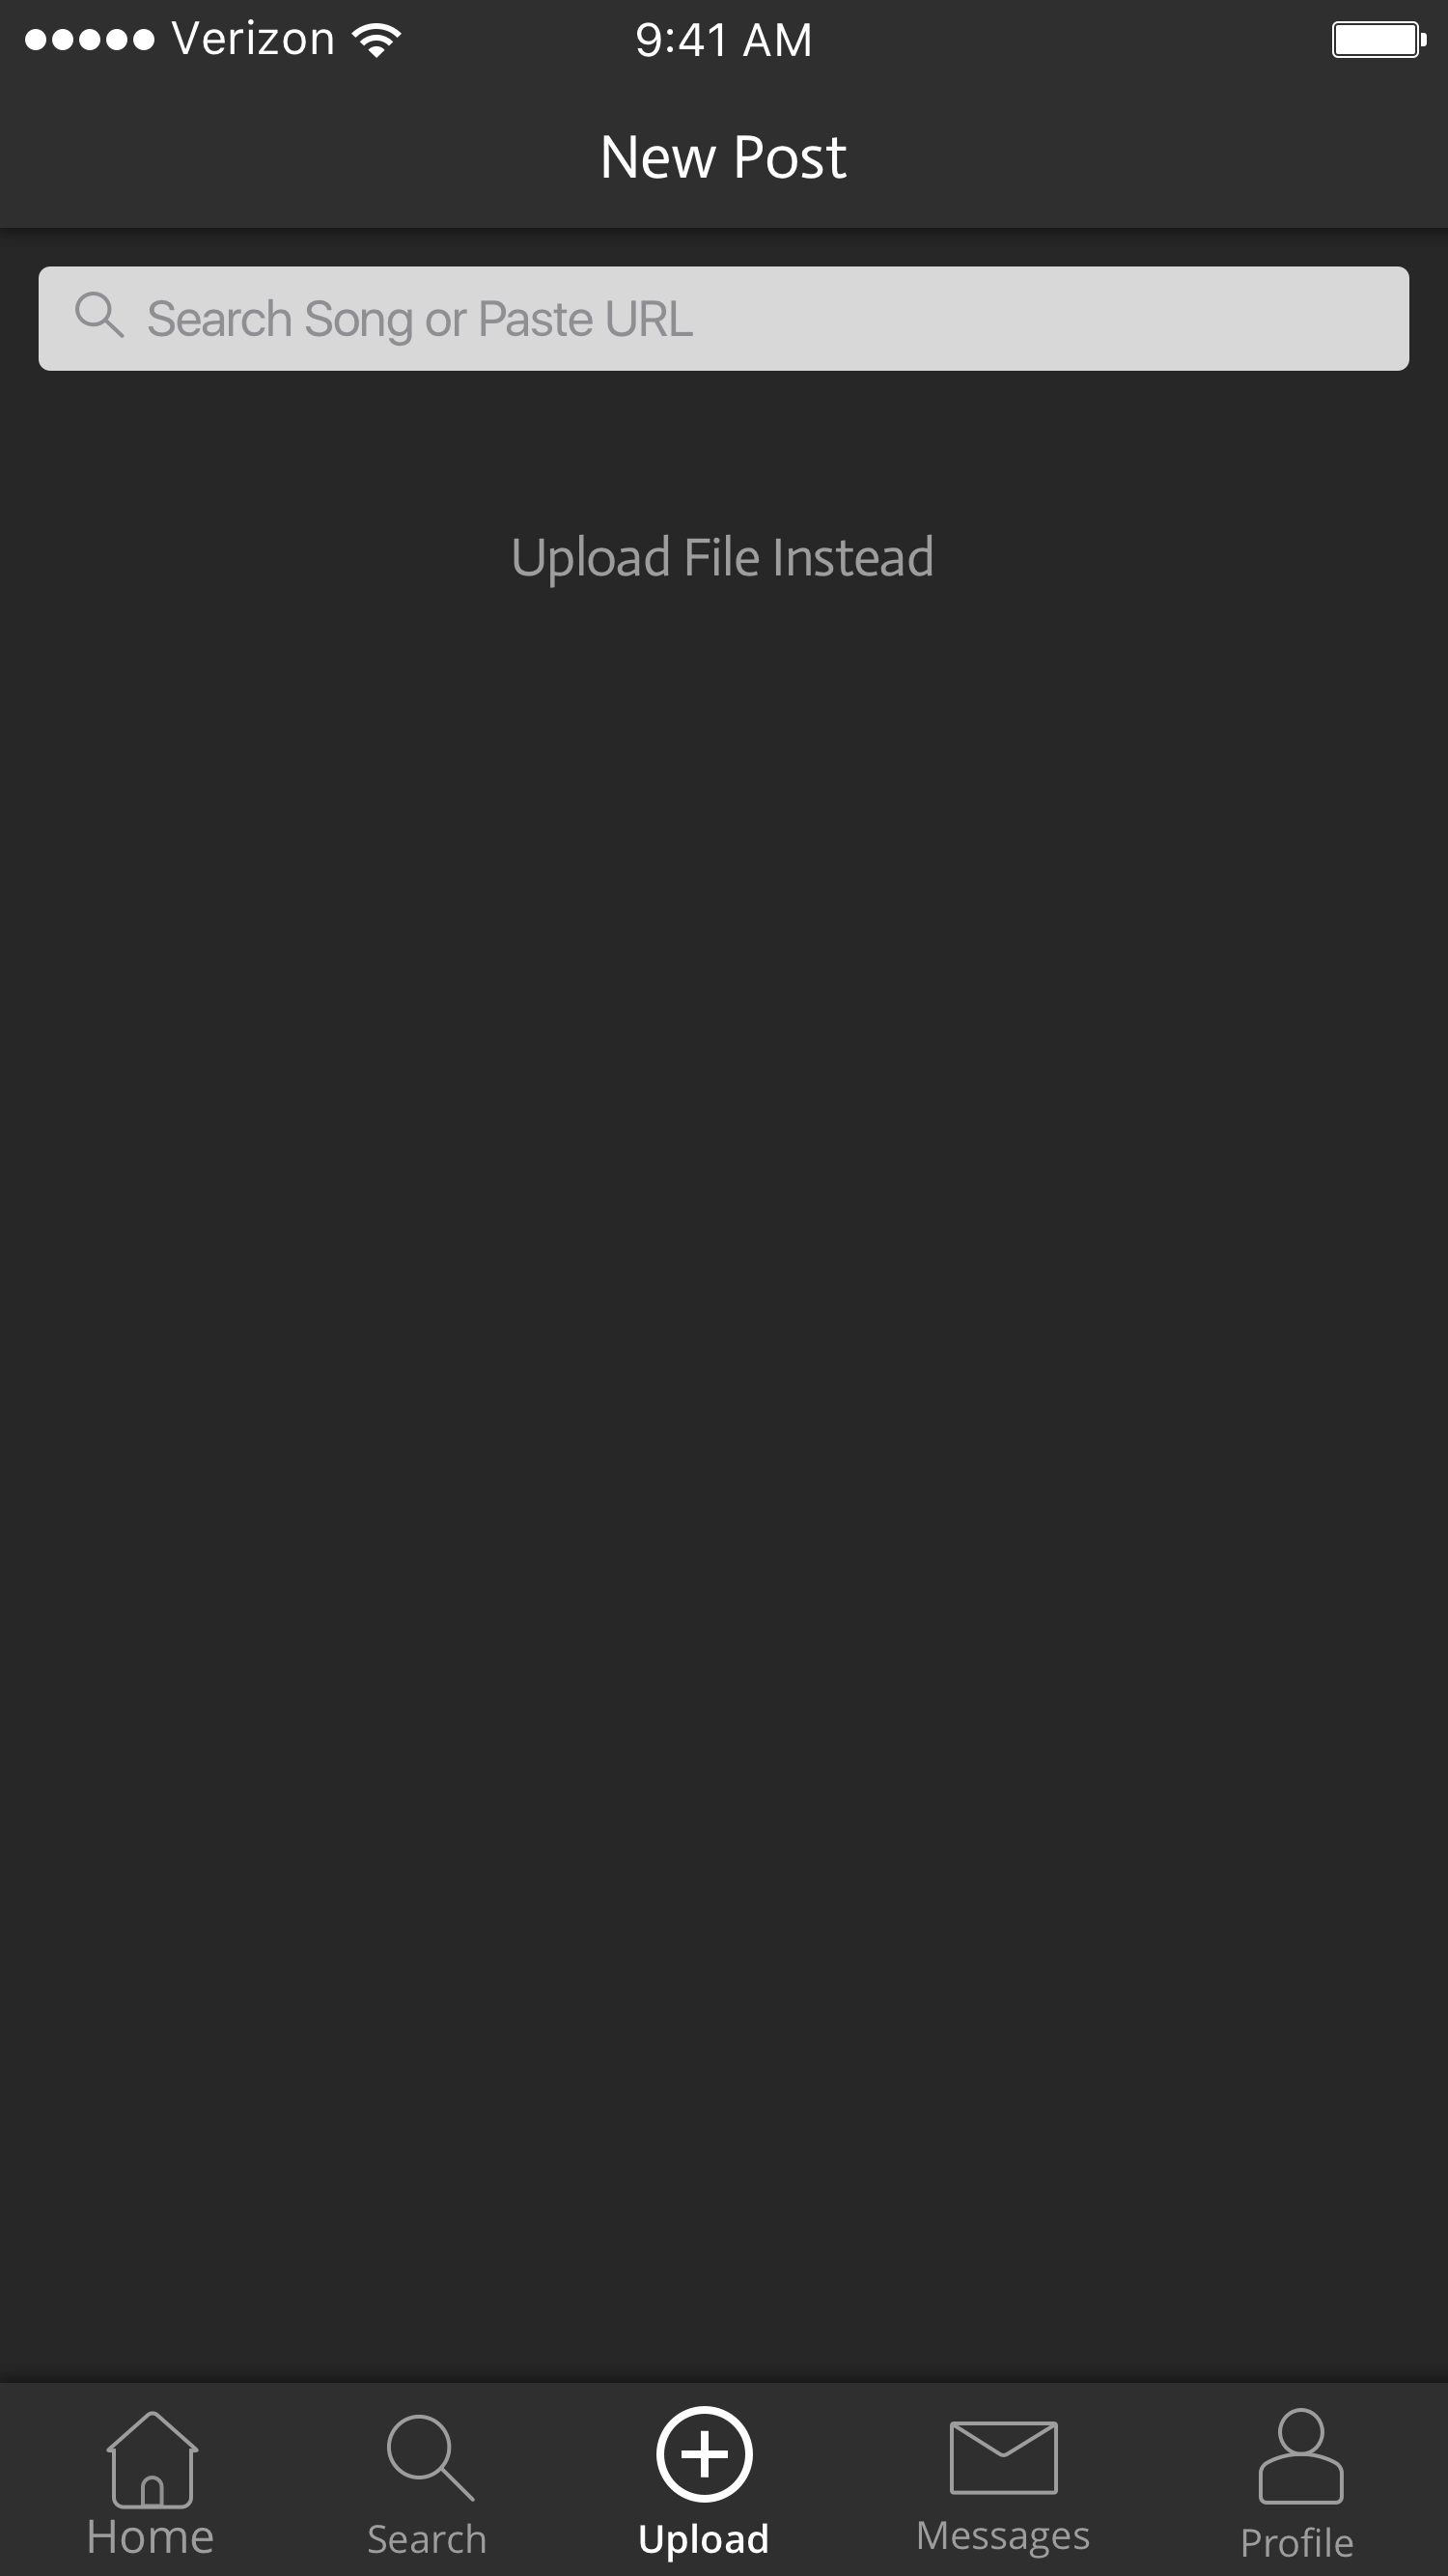 Verizon 9:41 AM
New Post
Search Song or Paste URL
Upload File Instead
Home Search Upload Messages Profile